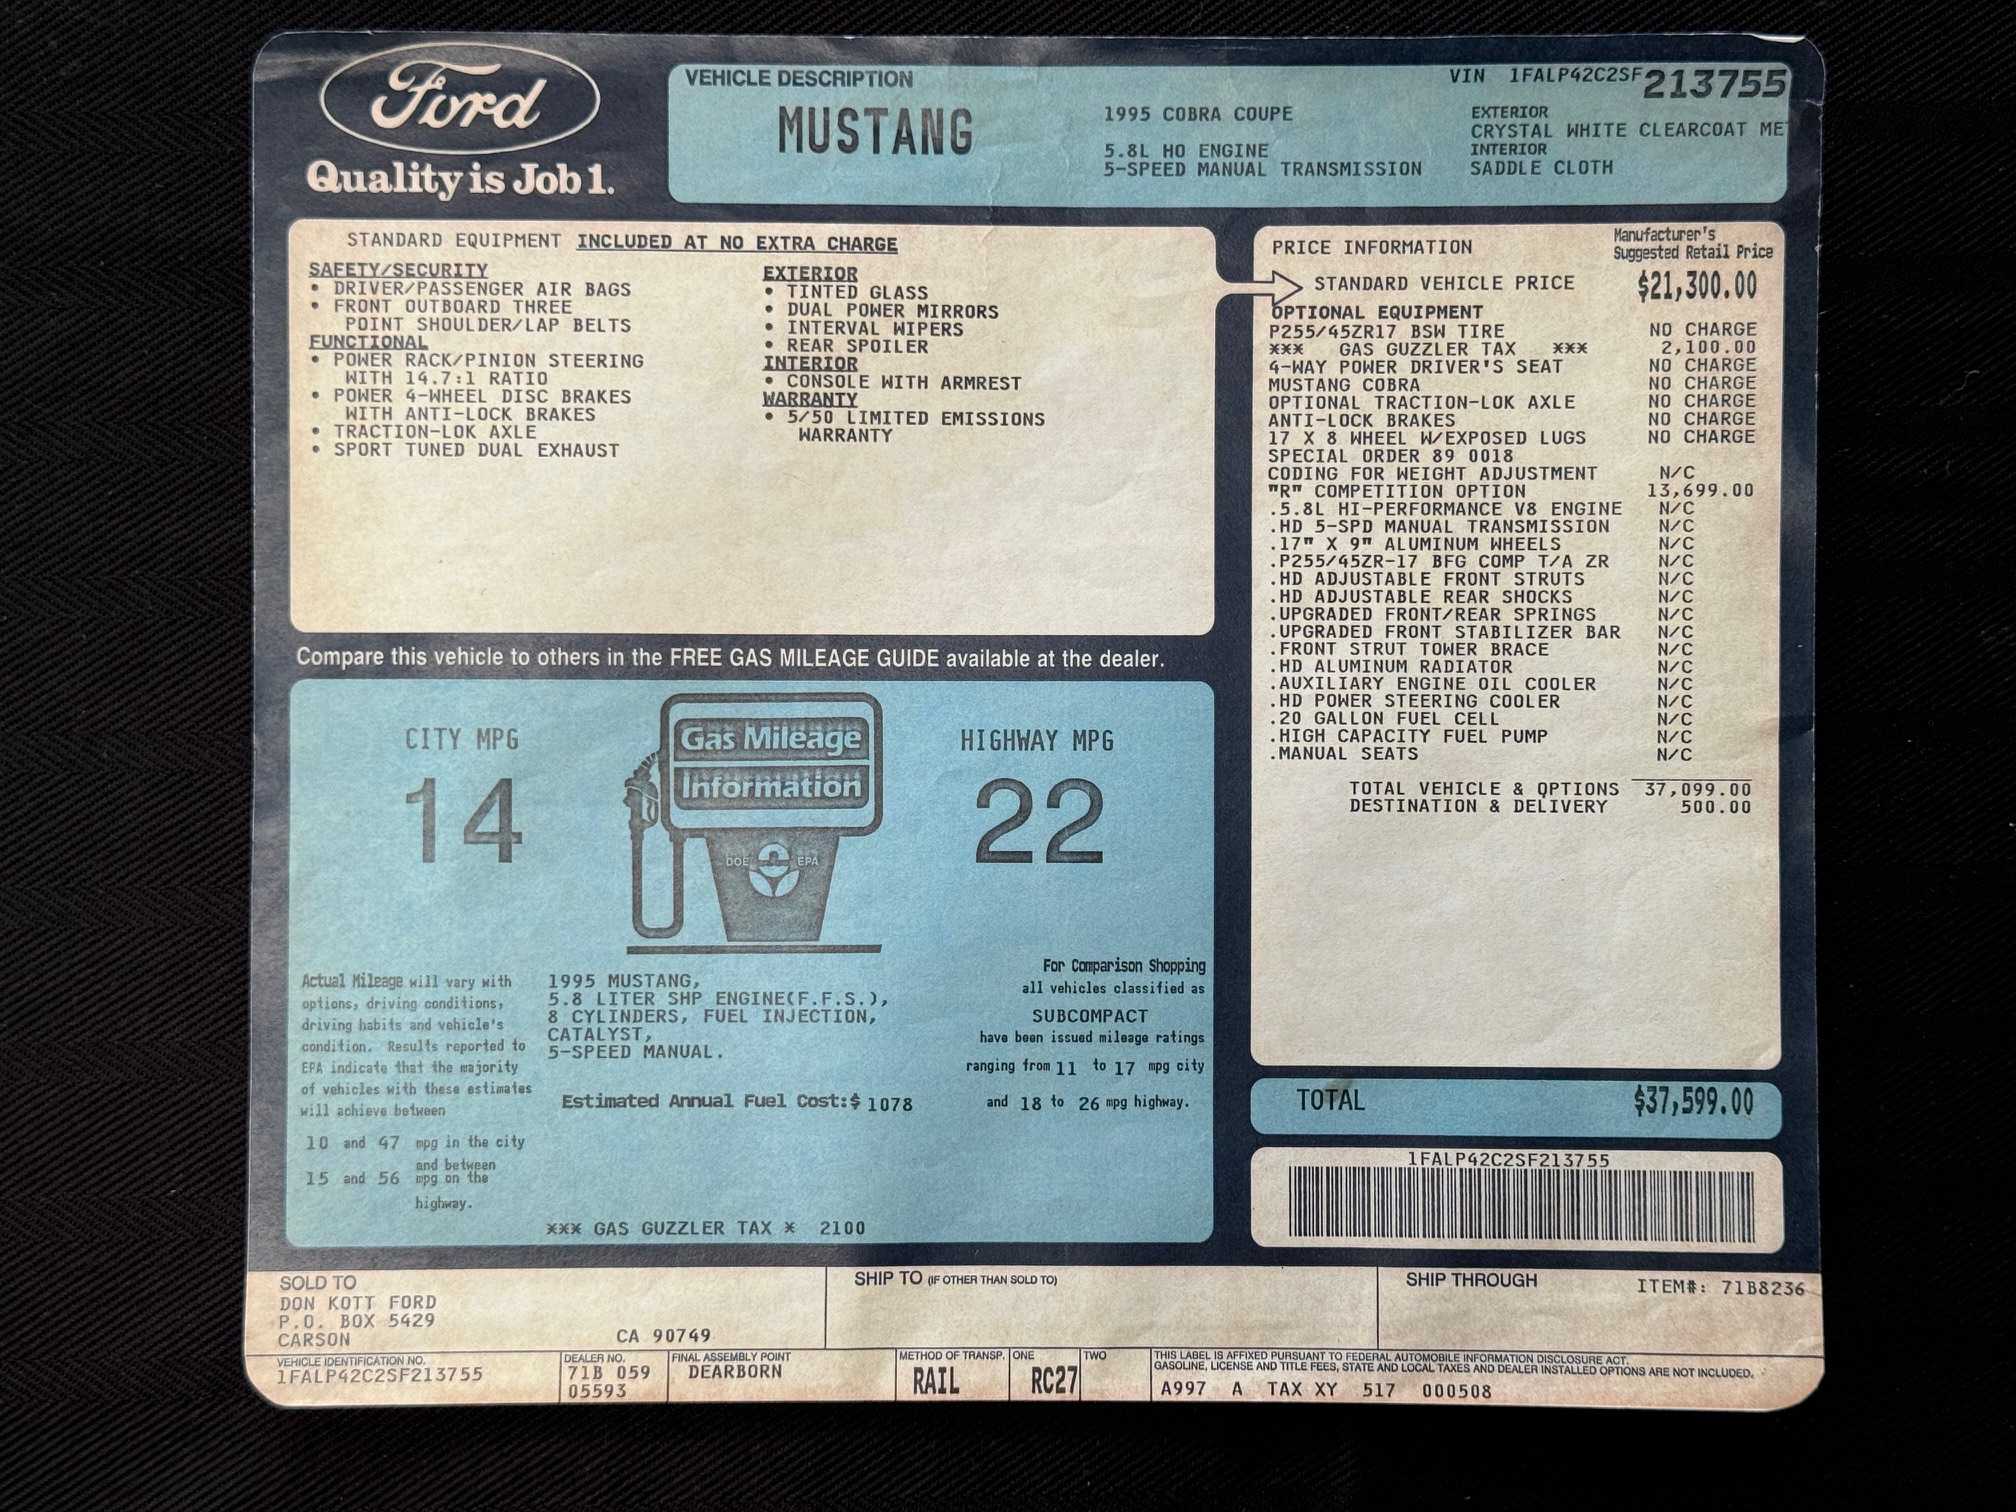 Ford
Quality is Job 1.
VEHICLE DESCRIPTION
MUSTANG
1995 COBRA COUPE
5.8L HO ENGINE
5-SPEED MANUAL TRANSMISSION
VIN 1FALP42C2SF213755
EXTERIOR
CRYSTAL WHITE CLEARCOAT MET
INTERIOR
SADDLE CLOTH
STANDARD EQUIPMENT INCLUDED AT NO EXTRA CHARGE
SAFETY/SECURITY
• DRIVER/PASSENGER AIR BAGS
• FRONT OUTBOARD THREE
POINT SHOULDER/LAP BELTS
FUNCTIONAL
• POWER RACK/PINION STEERING
WITH 14.7:1 RATIO
• POWER 4-WHEEL DISC BRAKES
WITH ANTI-LOCK BRAKES
• TRACTION-LOK AXLE
• SPORT TUNED DUAL EXHAUST
EXTERIOR
• TINTED GLASS
• DUAL POWER MIRRORS
• INTERVAL WIPERS
• REAR SPOILER
INTERIOR
• CONSOLE WITH ARMREST
WARRANTY
• 5/50 LIMITED EMISSIONS
WARRANTY
PRICE INFORMATION
Manufacturer's
Suggested Retail Price
STANDARD VEHICLE PRICE $21,300.00
OPTIONAL EQUIPMENT
P255/45ZR17 BSW TIRE NO CHARGE
*** GAS GUZZLER TAX *** 2,100.00
4-WAY POWER DRIVER'S SEAT NO CHARGE
MUSTANG COBRA NO CHARGE
OPTIONAL TRACTION-LOK AXLE NO CHARGE
ANTI-LOCK BRAKES NO CHARGE
17 X 8 WHEEL W/EXPOSED LUGS NO CHARGE
SPECIAL ORDER 89 0018
CODING FOR WEIGHT ADJUSTMENT N/C
"R" COMPETITION OPTION 13,699.00
.5.8L HI-PERFORMANCE V8 ENGINE N/C
.HD 5-SPD MANUAL TRANSMISSION N/C
.17" X 9" ALUMINUM WHEELS N/C
.P255/45ZR-17 BFG COMP T/A ZR N/C
.HD ADJUSTABLE FRONT STRUTS N/C
.HD ADJUSTABLE REAR SHOCKS N/C
.UPGRADED FRONT/REAR SPRINGS N/C
.UPGRADED FRONT STABILIZER BAR N/C
.FRONT STRUT TOWER BRACE N/C
.HD ALUMINUM RADIATOR N/C
.AUXILIARY ENGINE OIL COOLER N/C
.HD POWER STEERING COOLER N/C
.20 GALLON FUEL CELL N/C
.HIGH CAPACITY FUEL PUMP N/C
.MANUAL SEATS N/C
TOTAL VEHICLE & OPTIONS 37,099.00
DESTINATION & DELIVERY 500.00
Compare this vehicle to others in the FREE GAS MILEAGE GUIDE available at the dealer.
CITY MPG
14
Gas Mileage
Information
DOE EPA
HIGHWAY MPG
22
Actual Mileage will vary with
options, driving conditions,
driving habits and vehicle's
condition. Results reported to
EPA indicate that the majority
of vehicles with these estimates
will achieve between
10 and 47 mpg in the city
and between
15 and 56 mpg on the
highway.
1995 MUSTANG,
5.8 LITER SHP ENGINE(F.F.S.),
8 CYLINDERS, FUEL INJECTION,
CATALYST,
5-SPEED MANUAL.
Estimated Annual Fuel Cost:$ 1078
For Comparison Shopping
all vehicles classified as
SUBCOMPACT
have been issued mileage ratings
ranging from 11 to 17 mpg city
and 18 to 26 mpg highway.
*** GAS GUZZLER TAX * 2100
TOTAL $37,599.00
1FALP42C2SF213755
SOLD TO
DON KOTT FORD
P.O. BOX 5429
CARSON CA 90749
SHIP TO (IF OTHER THAN SOLD TO)
SHIP THROUGH
ITEM#: 71B8236
VEHICLE IDENTIFICATION NO.
1FALP42C2SF213755
DEALER NO.
71B 059
05593
FINAL ASSEMBLY POINT
DEARBORN
METHOD OF TRANSP.
RAIL
ONE
RC27
TWO
THIS LABEL IS AFFIXED PURSUANT TO FEDERAL AUTOMOBILE INFORMATION DISCLOSURE ACT.
GASOLINE, LICENSE AND TITLE FEES, STATE AND LOCAL TAXES AND DEALER INSTALLED OPTIONS ARE NOT INCLUDED.
A997 A TAX XY 517 000508